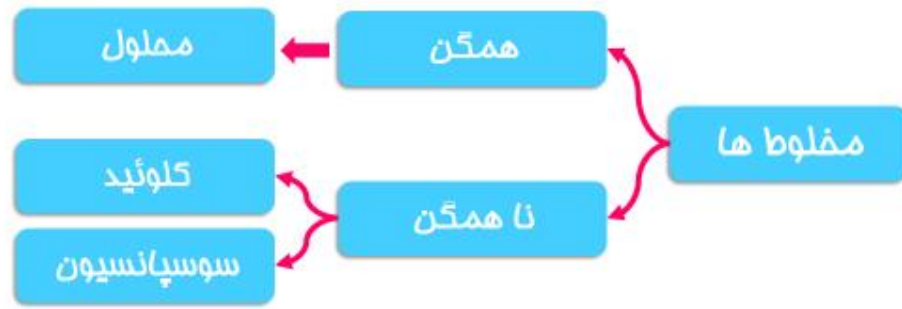 مخلوط ها
همگن
محلول
نا همگن
کلوئید
سوسپانسیون